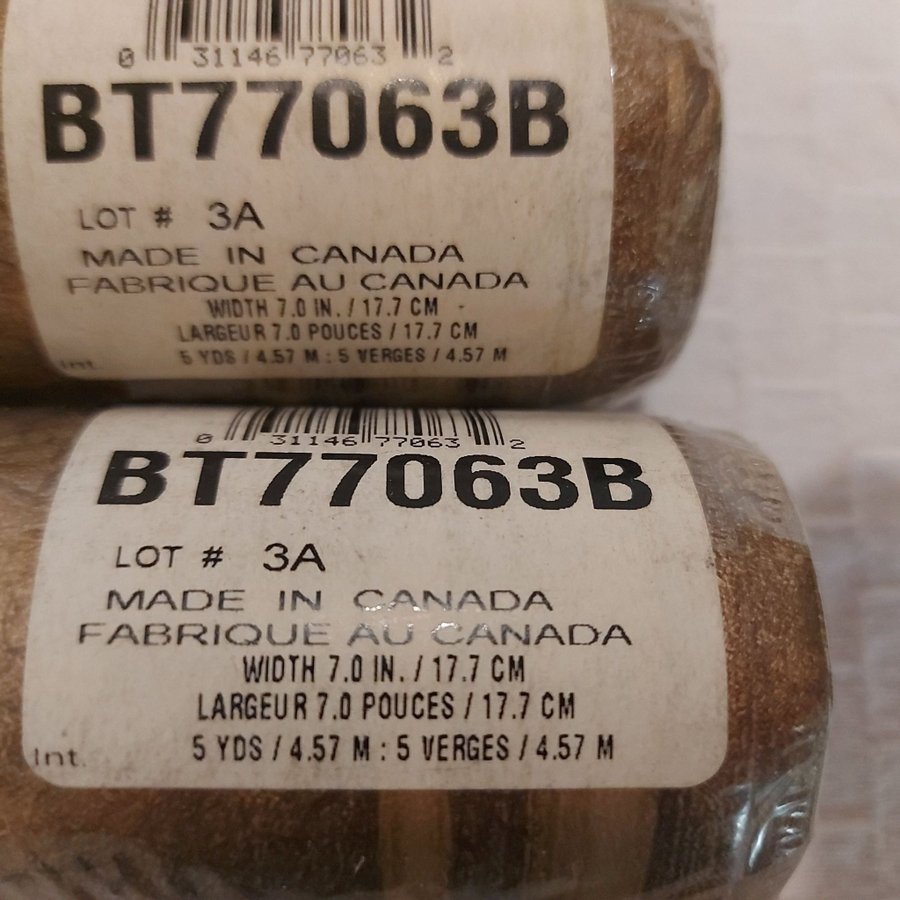 0 31146 77063 2
BT77063B
LOT # 3A
MADE IN CANADA
FABRIQUE AU CANADA
WIDTH 7.0 IN. / 17.7 CM
LARGEUR 7.0 POUCES / 17.7 CM
5 YDS / 4.57 M : 5 VERGES / 4.57 M
Int.
0 31146 77063 2
BT77063B
LOT # 3A
MADE IN CANADA
FABRIQUE AU CANADA
WIDTH 7.0 IN. / 17.7 CM
LARGEUR 7.0 POUCES / 17.7 CM
5 YDS / 4.57 M : 5 VERGES / 4.57 M
Int.